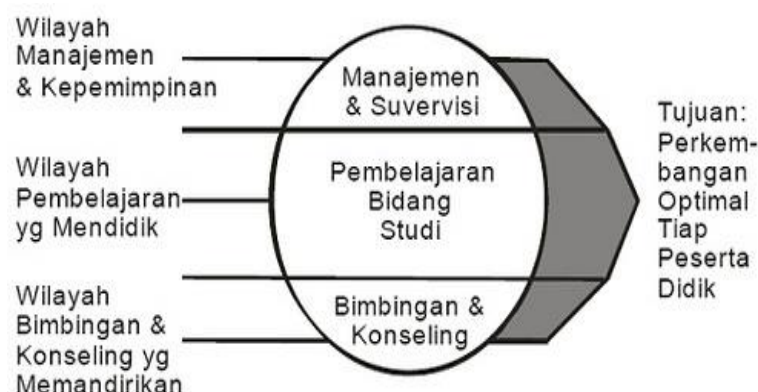 Wilayah
Manajemen
& Kepemimpinan
Manajemen
& Suvervisi
Wilayah
Pembelajaran
yg Mendidik
Pembelajaran
Bidang
Studi
Wilayah
Bimbingan &
Konseling yg
Memandirikan
Bimbingan &
Konseling
Tujuan:
Perkem-
bangan
Optimal
Tiap
Peserta
Didik